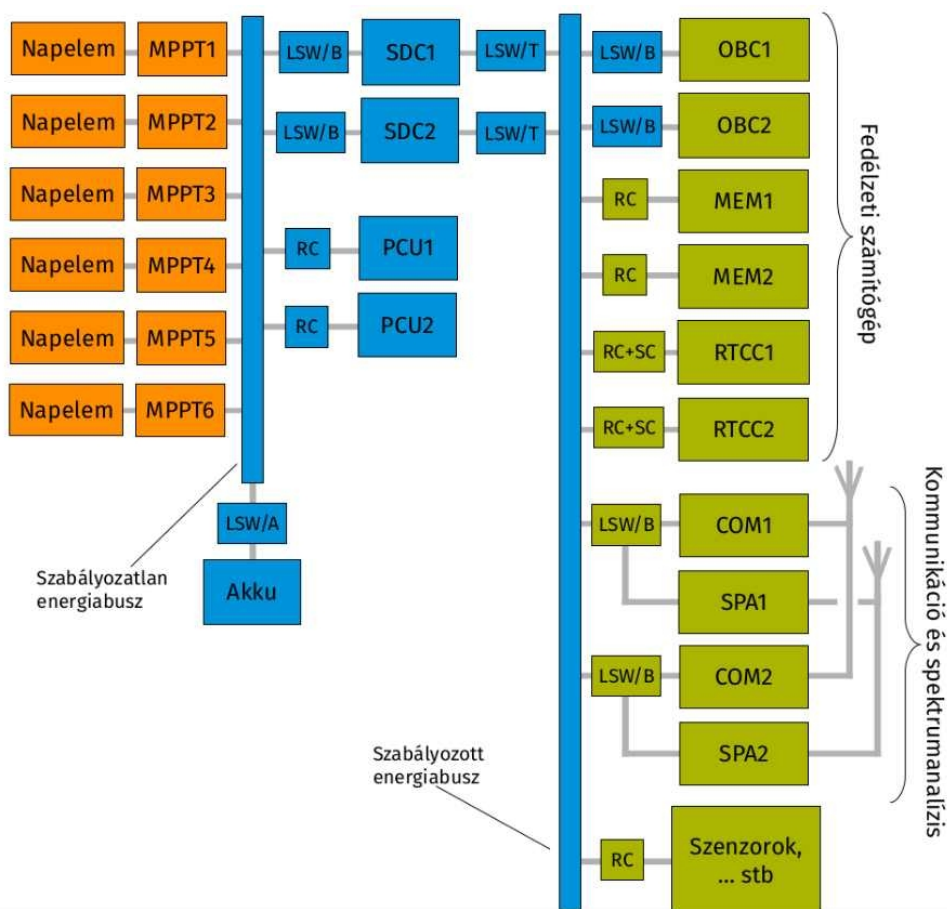 Napelem MPPT1
Napelem MPPT2
Napelem MPPT3
Napelem MPPT4
Napelem MPPT5
Napelem MPPT6
LSW/B SDC1 LSW/T
LSW/B SDC2 LSW/T
RC PCU1
RC PCU2
LSW/A
Akku
Szabályozatlan
energiabusz
LSW/B OBC1
LSW/B OBC2
RC MEM1
RC MEM2
RC+SC RTCC1
RC+SC RTCC2
Fedélzeti számítógép
LSW/B COM1
SPA1
LSW/B COM2
SPA2
Kommunikáció és spektrumanalízis
Szabályozott
energiabusz
RC Szenzorok,
... stb